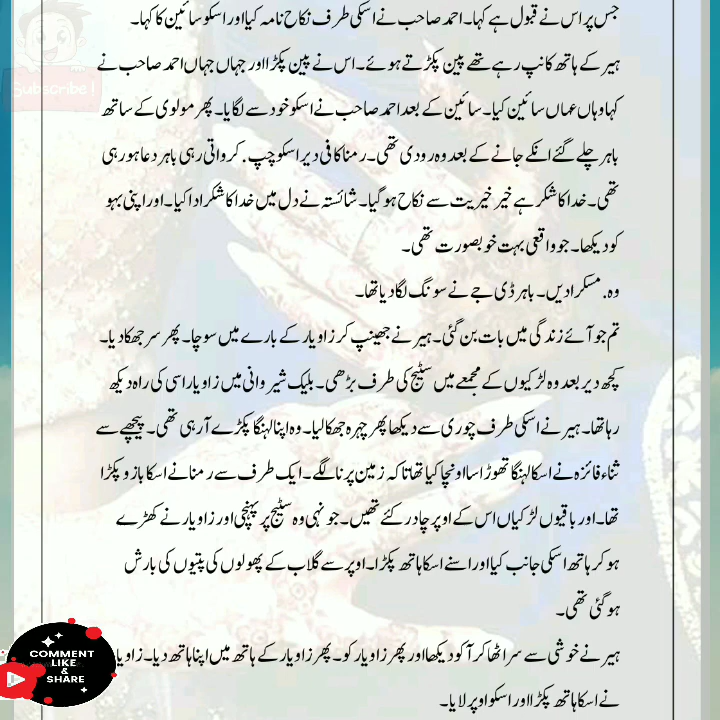 جس پر اس نے قبول ہے کہا۔ احمد صاحب نے اسکی طرف نکاح نامہ کیا اور اسکو سائین کا کہا۔
ہیر کے ہاتھ کانپ رہے تھے پین پکڑتے ہوئے۔ اس نے پین پکڑا اور جہاں جہاں احمد صاحب نے
کہا وہاں عہاں سائین کیا۔ سائین کے بعد احمد صاحب نے اسکو خود سے لگایا۔ پھر مولوی کے ساتھ
باہر چلے گئے انکے جانے کے بعد وہ رودی تھی۔ رمنا کافی دیر اسکو چپ. کرواتی رہی باہر دعا ہو رہی
تھی۔ خدا کا شکر ہے خیر خیریت سے نکاح ہو گیا۔ شائستہ نے دل میں خدا کا شکر ادا کیا۔ اور اپنی بہو
کو دیکھا۔ جو واقعی بہت خوبصورت تھی۔
وہ. مسکرا دیں۔ باہر ڈی جے نے سونگ لگا دیا تھا۔
تم جو آئے زندگی میں بات بن گئی۔ ہیر نے جھینپ کر زاویار کے بارے میں سوچا۔ پھر سر جھکا دیا۔
کچھ دیر بعد وہ لڑکیوں کے مجمعے میں سٹیج کی طرف بڑھی۔ بلیک شیروانی میں زاویار اسی کی راہ دیکھ
رہا تھا۔ ہیر نے اسکی طرف چوری سے دیکھا پھر چہرہ جھکا لیا۔ وہ اپنا لہنگا پکڑے آرہی تھی۔ پیچھے سے
ثناء فائزہ نے اسکا لہنگا تھوڑا سا اونچا کیا تھا تا کہ زمین پر نا لگے۔ ایک طرف سے رمنا نے اسکا بازو پکڑا
تھا۔ اور باقیوں لڑکیاں اس کے اوپر چادر کئے تھیں۔ جو نہی وہ سٹیج پر پہنچی اور زاویار نے کھڑے
ہو کر ہاتھ اسکی جانب کیا اور اسنے اسکا ہاتھ پکڑا۔ اوپر سے گلاب کے پھولوں کی پتیوں کی بارش
ہو گئی تھی۔
ہیر نے خوشی سے سر اٹھا کر آکو دیکھا اور پھر زاویار کو۔ پھر زاویار کے ہاتھ میں اپنا ہاتھ دیا۔ زاویار
نے اسکا ہاتھ پکڑا اور اسکو اوپر لایا۔
Subscribe!
COMMENT
LIKE
&
SHARE